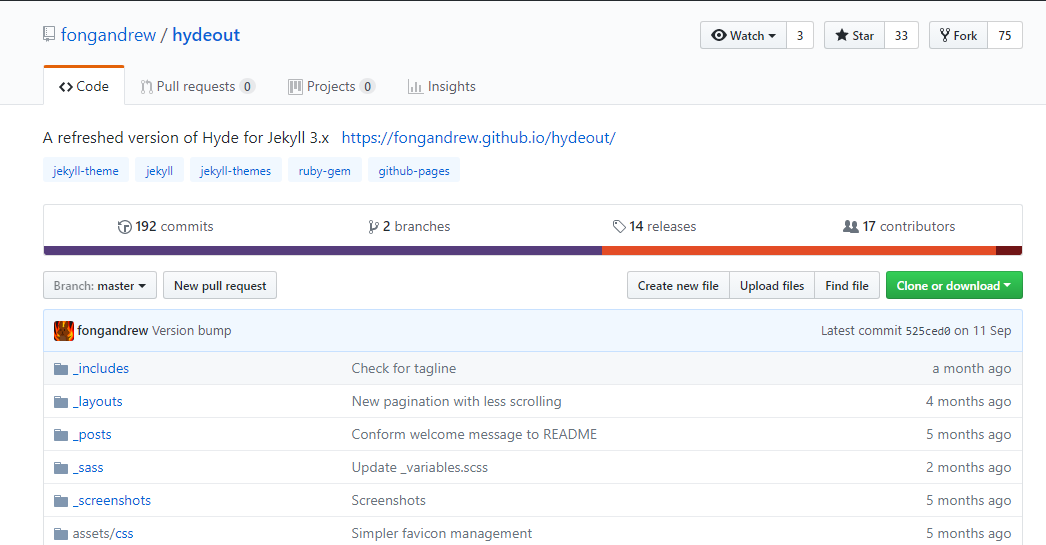 fongandrew / hydeout Watch 3 Star 33 Fork 75
Code Pull requests 0 Projects 0 Insights
A refreshed version of Hyde for Jekyll 3.x https://fongandrew.github.io/hydeout/
jekyll-theme jekyll jekyll-themes ruby-gem github-pages
192 commits 2 branches 14 releases 17 contributors
Branch: master New pull request Create new file Upload files Find file Clone or download
fongandrew Version bump Latest commit 525ced0 on 11 Sep
_includes Check for tagline a month ago
_layouts New pagination with less scrolling 4 months ago
_posts Conform welcome message to README 5 months ago
_sass Update _variables.scss 2 months ago
_screenshots Screenshots 5 months ago
assets/css Simpler favicon management 5 months ago